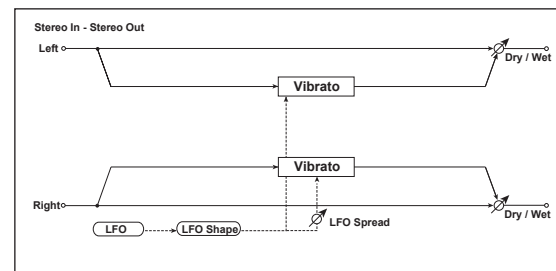 Stereo In - Stereo Out
Left
Dry / Wet
Vibrato
Vibrato
Right
LFO
LFO Shape
LFO Spread
Dry / Wet